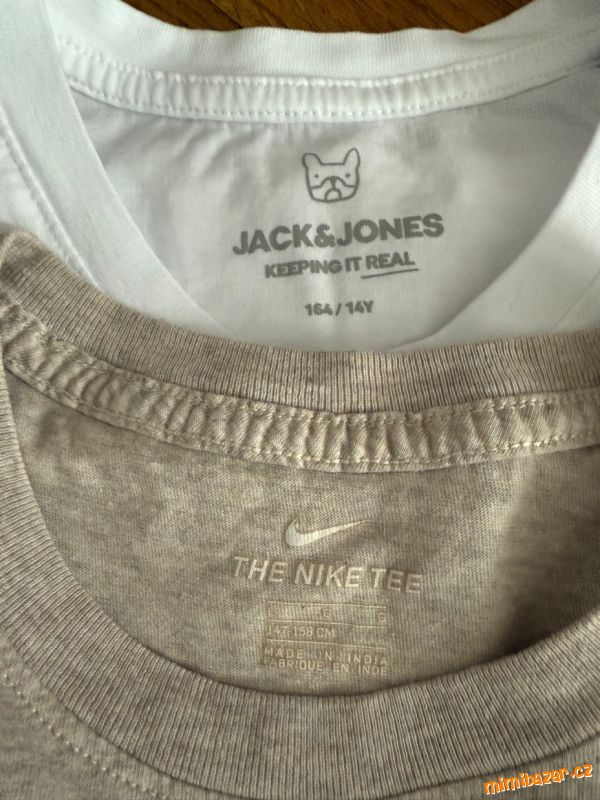 JACK&JONES
KEEPING IT REAL
164 / 14Y
THE NIKE TEE
G
147-158 CM
MADE IN INDIA
FABRIQUE EN INDE
mimibazar.cz